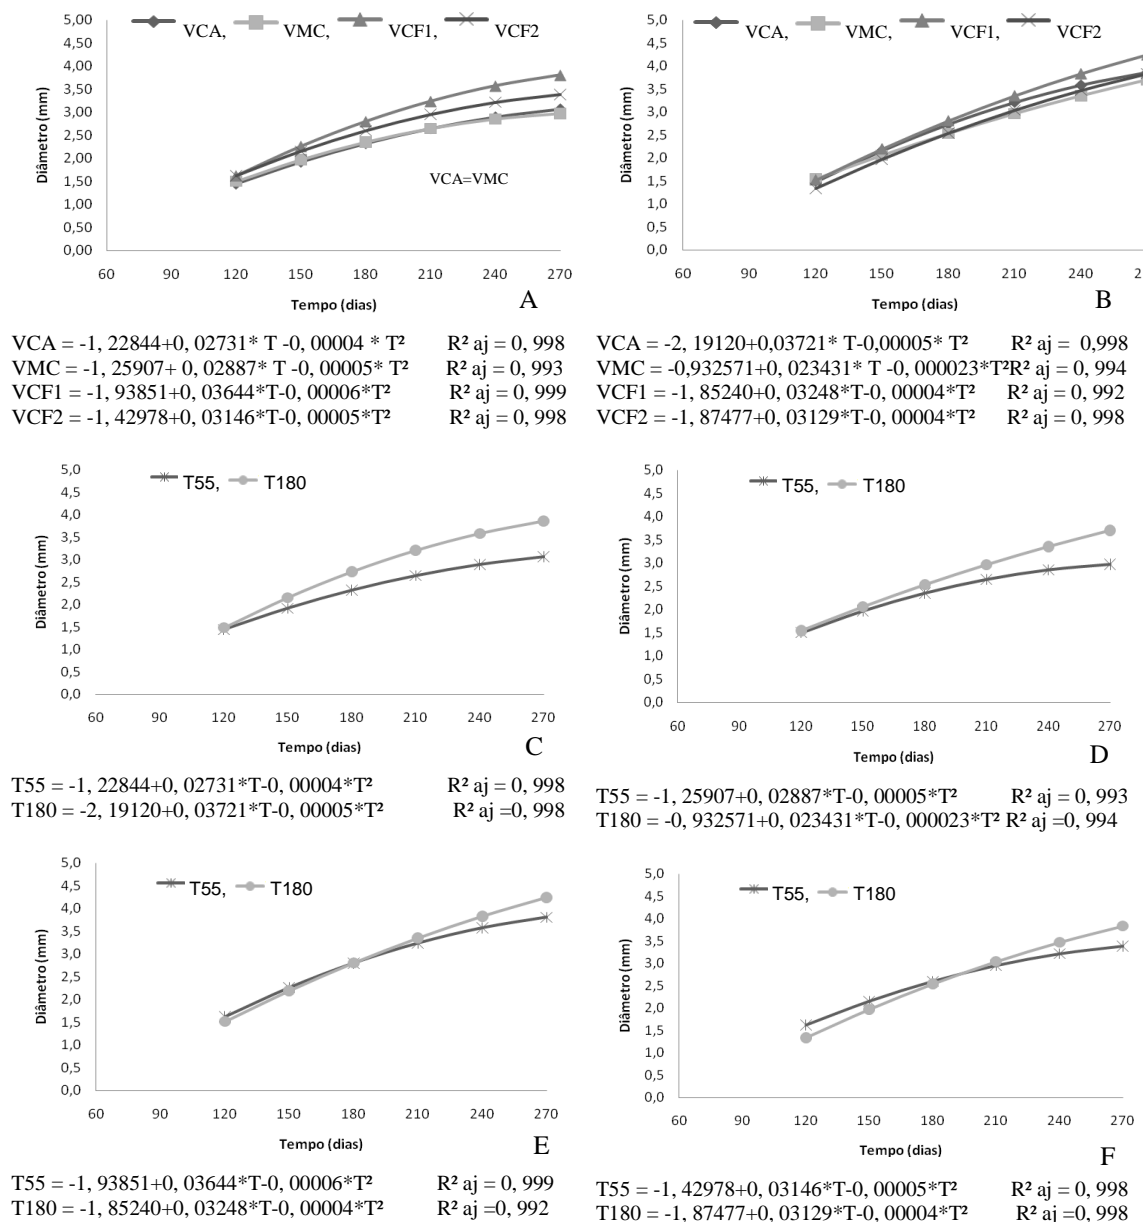 VCA, VMC, VCF1, VCF2
5,00
4,50
4,00
3,50
3,00
2,50
2,00
1,50
1,00
0,50
0,00
Diâmetro (mm)
VCA=VMC
60 90 120 150 180 210 240 270
Tempo (dias)
A
VCA = -1, 22844+0, 02731* T -0, 00004 * T² R² aj = 0, 998
VMC = -1, 25907+ 0, 02887* T -0, 00005* T² R² aj = 0, 993
VCF1 = -1, 93851+0, 03644*T-0, 00006*T² R² aj = 0, 999
VCF2 = -1, 42978+0, 03146*T-0, 00005*T² R² aj = 0, 998
VCA, VMC, VCF1, VCF2
5,0
4,5
4,0
3,5
3,0
2,5
2,0
1,5
1,0
0,5
0,0
Diâmetro (mm)
60 90 120 150 180 210 240
Tempo (dias)
B
VCA = -2, 19120+0,03721* T-0,00005* T² R² aj = 0,998
VMC = -0,932571+0, 023431* T -0, 000023*T² R² aj = 0, 994
VCF1 = -1, 85240+0, 03248*T-0, 00004*T² R² aj = 0, 992
VCF2 = -1, 87477+0, 03129*T-0, 00004*T² R² aj = 0, 998
T55, T180
5,0
4,5
4,0
3,5
3,0
2,5
2,0
1,5
1,0
0,5
0,0
Diâmetro (mm)
60 90 120 150 180 210 240 270
Tempo (dias)
C
T55 = -1, 22844+0, 02731*T-0, 00004*T² R² aj = 0, 998
T180 = -2, 19120+0, 03721*T-0, 00005*T² R² aj =0, 998
T55, T180
5,0
4,5
4,0
3,5
3,0
2,5
2,0
1,5
1,0
0,5
0,0
Diâmetro (mm)
60 90 120 150 180 210 240 270
Tempo (dias)
D
T55 = -1, 25907+0, 02887*T-0, 00005*T² R² aj = 0, 993
T180 = -0, 932571+0, 023431*T-0, 000023*T² R² aj =0, 994
T55, T180
5,0
4,5
4,0
3,5
3,0
2,5
2,0
1,5
1,0
0,5
0,0
Diâmetro (mm)
60 90 120 150 180 210 240 270
Tempo (dias)
E
T55 = -1, 93851+0, 03644*T-0, 00006*T² R² aj = 0, 999
T180 = -1, 85240+0, 03248*T-0, 00004*T² R² aj =0, 992
T55, T180
5,0
4,5
4,0
3,5
3,0
2,5
2,0
1,5
1,0
0,5
0,0
Diâmetro (mm)
60 90 120 150 180 210 240 270
Tempo (dias)
F
T55 = -1, 42978+0, 03146*T-0, 00005*T² R² aj = 0, 998
T180 = -1, 87477+0, 03129*T-0, 00004*T² R² aj =0, 998